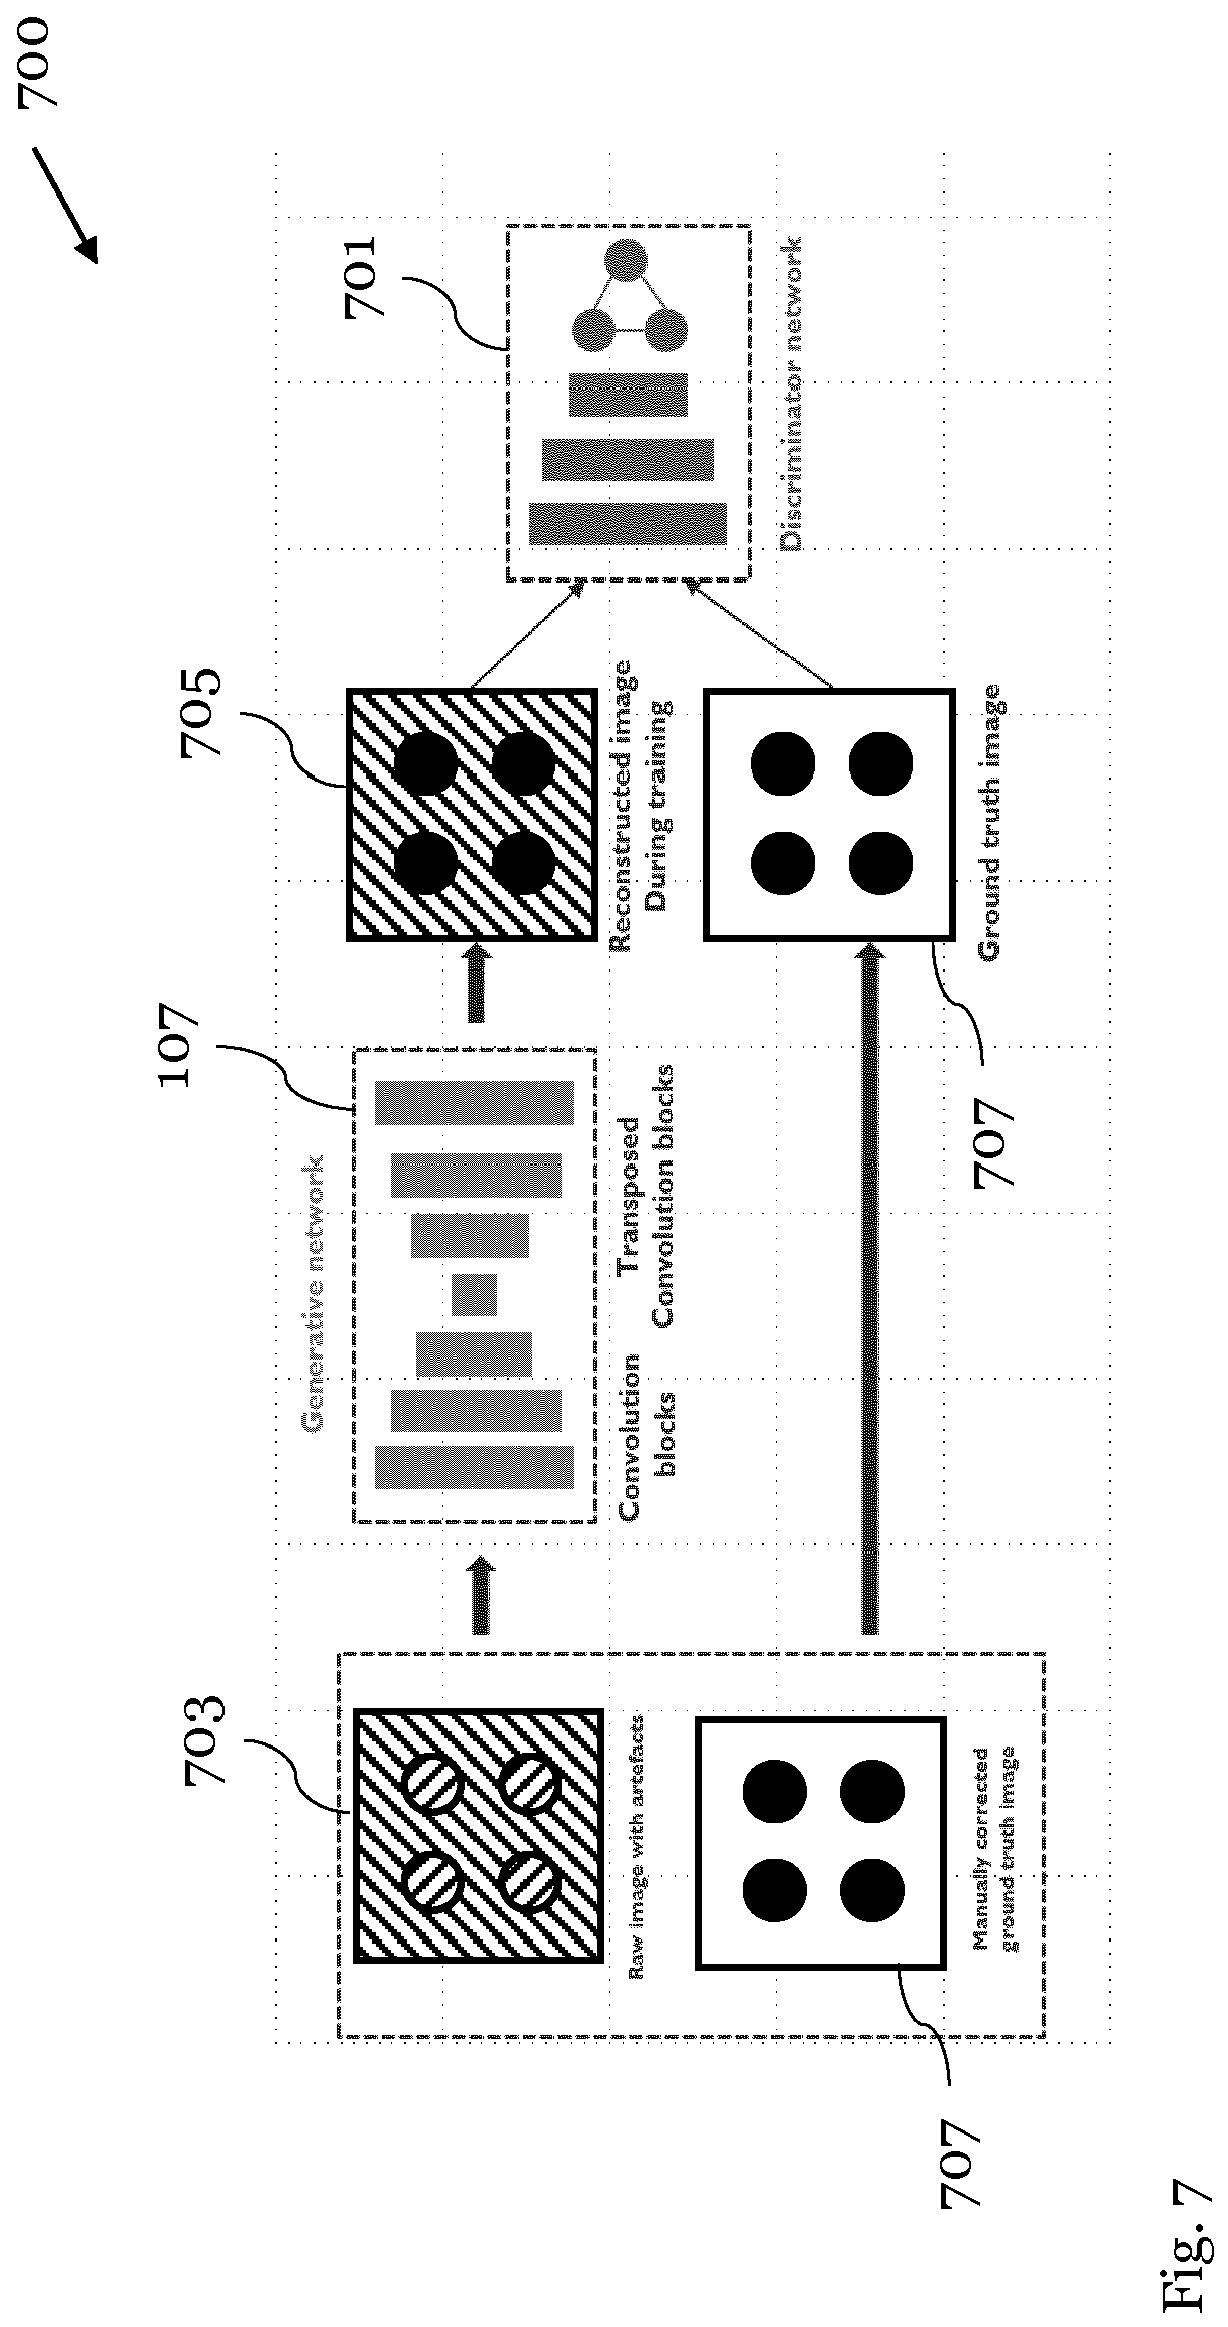 700
701
Discriminator network
705
Reconstructed image
During training
Ground truth image
707
107
Generative network
Convolution
blocks
Transposed
Convolution blocks
703
Raw image with artefacts
Manually corrected
ground truth image
707
Fig. 7